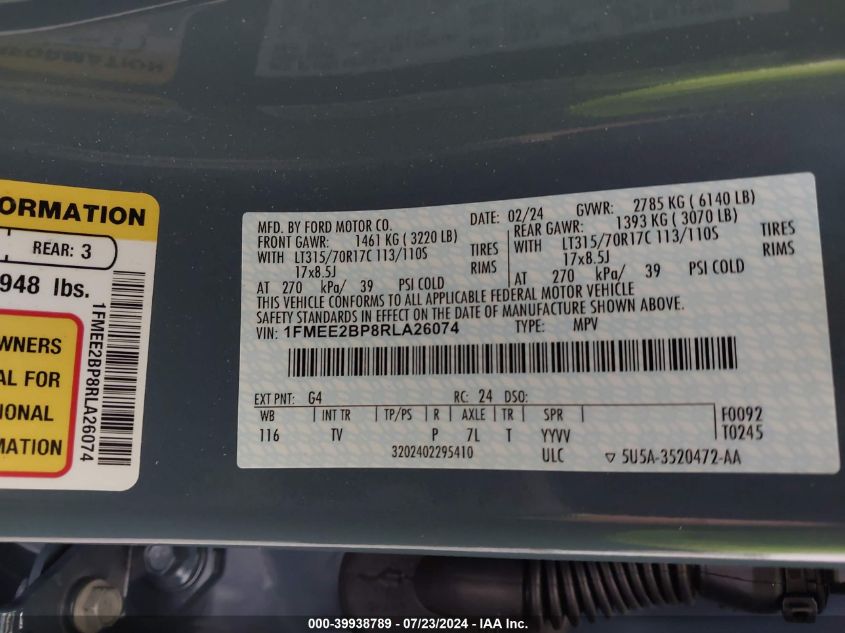 ORMATION
REAR: 3
948 lbs.
WNERS
AL FOR
IONAL
MATION
1FMEE2BP8RLA26074
MFD. BY FORD MOTOR CO.
DATE: 02/24 GVWR: 2785 KG ( 6140 LB)
FRONT GAWR: 1461 KG ( 3220 LB)
WITH LT315/70R17C 113/110S TIRES
17x8.5J RIMS
AT 270 kPa/ 39 PSI COLD
REAR GAWR: 1393 KG ( 3070 LB)
WITH LT315/70R17C 113/110S TIRES
17x8.5J RIMS
AT 270 kPa/ 39 PSI COLD
THIS VEHICLE CONFORMS TO ALL APPLICABLE FEDERAL MOTOR VEHICLE
SAFETY STANDARDS IN EFFECT ON THE DATE OF MANUFACTURE SHOWN ABOVE.
VIN: 1FMEE2BP8RLA26074 TYPE: MPV
EXT PNT: G4 RC: 24 DSO:
WB INT TR TP/PS R AXLE TR SPR
116 TV P 7L T YYVV
F0092
T0245
3202402295410 ULC ▽ 5U5A-3520472-AA
000-39938789 - 07/23/2024 - IAA Inc.